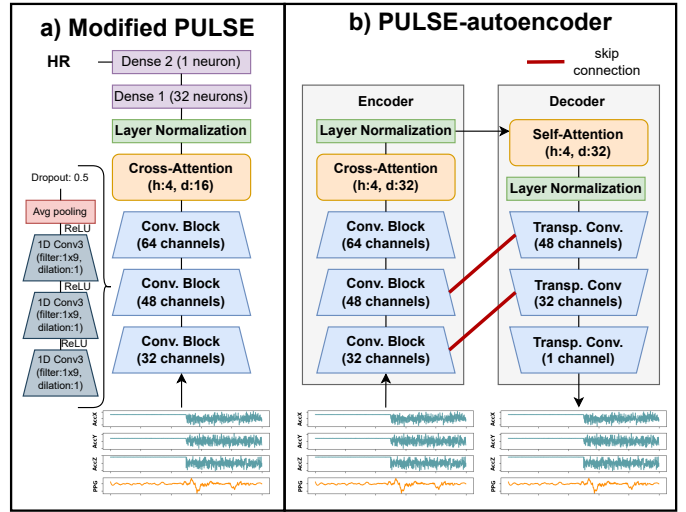 a) Modified PULSE
HR
Dense 2 (1 neuron)
Dense 1 (32 neurons)
Layer Normalization
Cross-Attention
(h:4, d:16)
Conv. Block
(64 channels)
Conv. Block
(48 channels)
Conv. Block
(32 channels)
Dropout: 0.5
Avg pooling
ReLU
1D Conv3
(filter:1x9,
dilation:1)
ReLU
1D Conv3
(filter:1x9,
dilation:1)
ReLU
1D Conv3
(filter:1x9,
dilation:1)
AccX
AccY
AccZ
PPG
b) PULSE-autoencoder
skip
connection
Encoder
Layer Normalization
Cross-Attention
(h:4, d:32)
Conv. Block
(64 channels)
Conv. Block
(48 channels)
Conv. Block
(32 channels)
AccX
AccY
AccZ
PPG
Decoder
Self-Attention
(h:4, d:32)
Layer Normalization
Transp. Conv.
(48 channels)
Transp. Conv
(32 channels)
Transp. Conv.
(1 channel)
AccX
AccY
AccZ
PPG